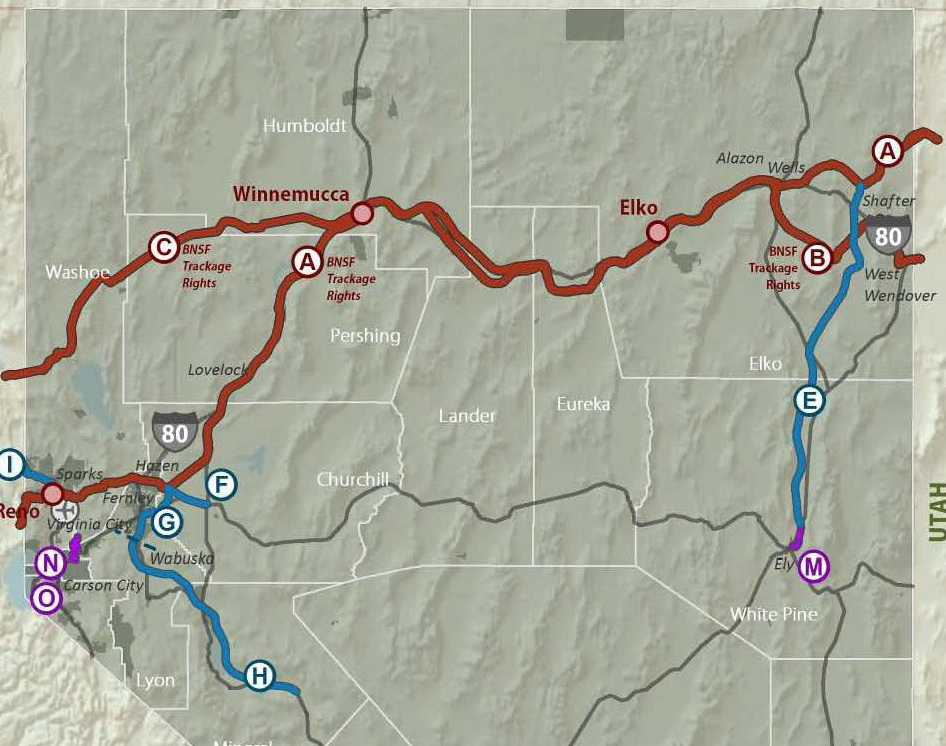 Humboldt
A
Alazon
Wells
Winnemucca
Elko
Shafter
C
BNSF
Trackage
Rights
80
A
BNSF
Trackage
Rights
BNSF
Trackage
Rights
B
Washoe
West
Wendover
Pershing
Elko
Lovelock
E
Lander
Eureka
80
I
Sparks
Hazen
Churchill
F
Fernley
Reno
G
UTAH
Virginia City
N
Wabuska
Ely
M
Carson City
O
White Pine
H
Lyon
Mineral